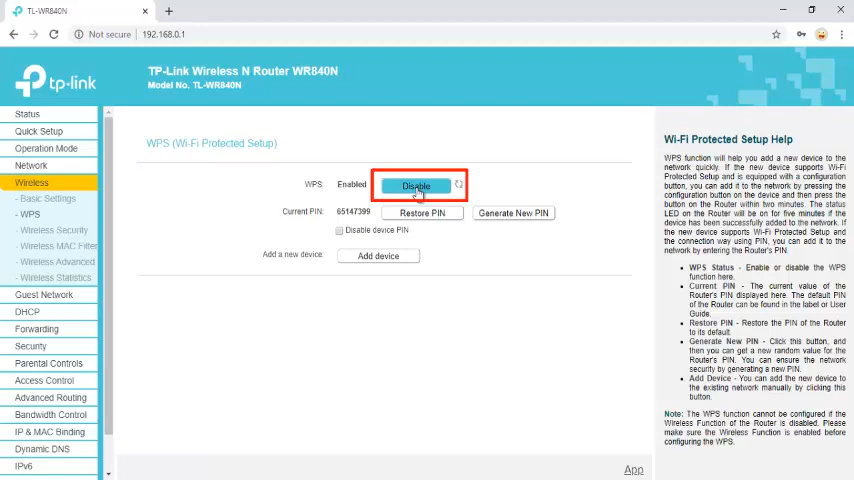 TL-WR840N
Not secure
192.168.0.1
tp-link
TP-Link Wireless N Router WR840N
Model No. TL-WR840N
Status
Quick Setup
Operation Mode
Network
Wireless
- Basic Settings
- WPS
- Wireless Security
- Wireless MAC Filter
- Wireless Advanced
- Wireless Statistics
Guest Network
DHCP
Forwarding
Security
Parental Controls
Access Control
Advanced Routing
Bandwidth Control
IP & MAC Binding
Dynamic DNS
IPv6
WPS (Wi-Fi Protected Setup)
WPS: Enabled Disable
Current PIN: 65147399 Restore PIN Generate New PIN
Disable device PIN
Add a new device: Add device
App
Wi-Fi Protected Setup Help
WPS function will help you add a new device to the
network quickly. If the new device supports Wi-Fi
Protected Setup and is equipped with a configuration
button, you can add it to the network by pressing the
configuration button on the device and then press the
button on the Router within two minutes. The status
LED on the Router will be on for five minutes if the
device has been successfully added to the network. If
the new device supports Wi-Fi Protected Setup and
the connection way using PIN, you can add it to the
network by entering the Router's PIN.
• WPS Status - Enable or disable the WPS
function here.
• Current PIN - The current value of the
Router's PIN displayed here. The default PIN
of the Router can be found in the label or User
Guide.
• Restore PIN - Restore the PIN of the Router
to its default.
• Generate New PIN - Click this button, and
then you can get a new random value for the
Router's PIN. You can ensure the network
security by generating a new PIN.
• Add Device - You can add the new device to
the existing network manually by clicking this
button.
Note: The WPS function cannot be configured if the
Wireless Function of the Router is disabled. Please
make sure the Wireless Function is enabled before
configuring the WPS.